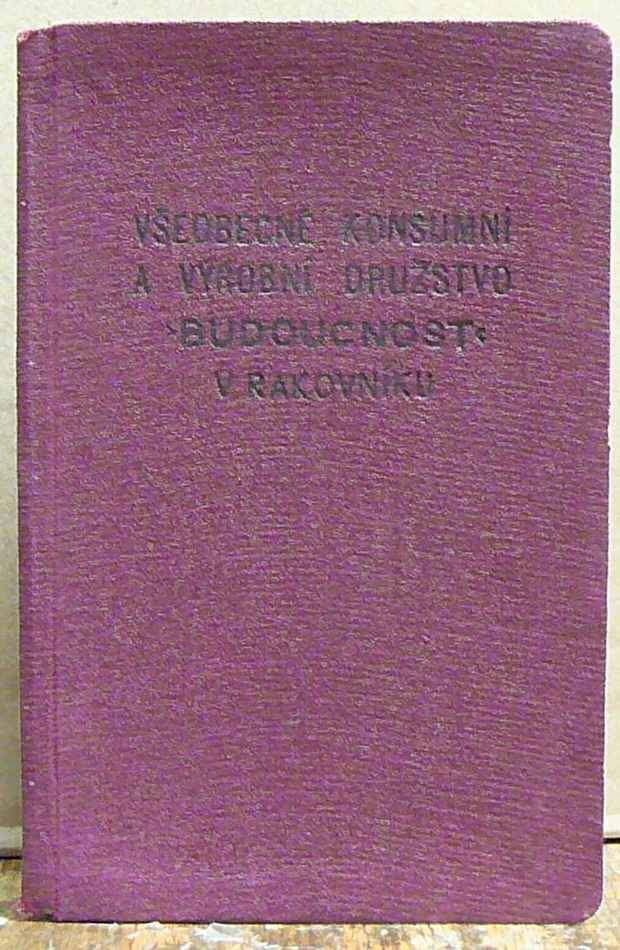 VŠEOBECNÉ KONSUMNÍ
A VÝROBNÍ DRUŽSTVO
»BUDOUCNOST«
V RAKOVNÍKU